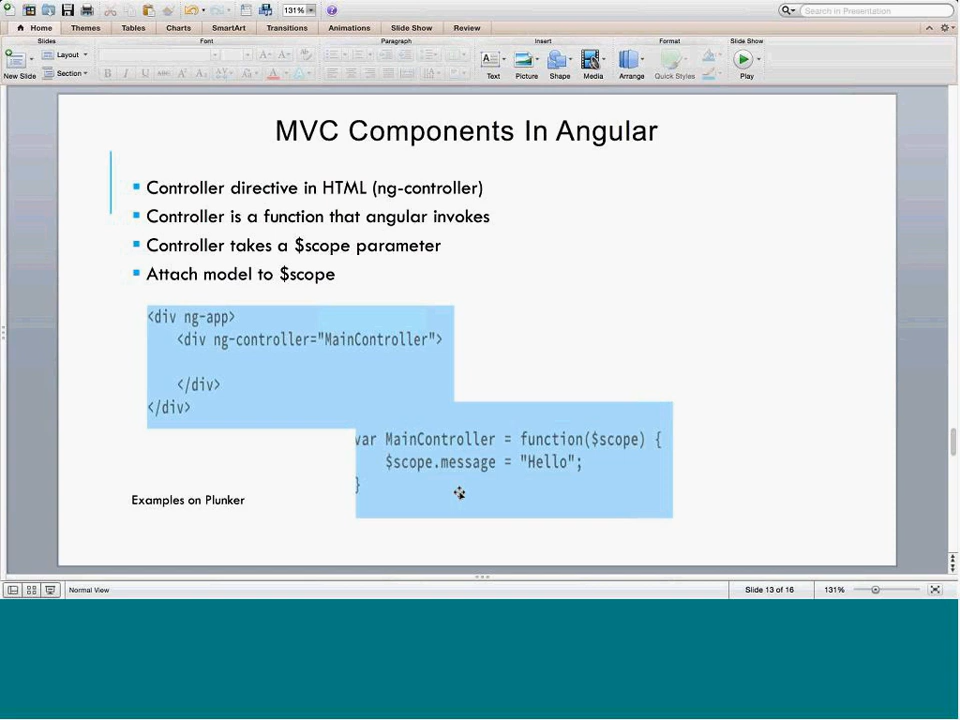 131%
Search in Presentation
Home Themes Tables Charts SmartArt Transitions Animations Slide Show Review
Slides Font Paragraph Insert Format Slide Show
New Slide Layout Section Text Picture Shape Media Arrange Quick Styles Play
MVC Components In Angular
Controller directive in HTML (ng-controller)
Controller is a function that angular invokes
Controller takes a $scope parameter
Attach model to $scope
<div ng-app>
<div ng-controller="MainController">
</div>
</div>
var MainController = function($scope) {
$scope.message = "Hello";
}
Examples on Plunker
Normal View Slide 13 of 16 131%